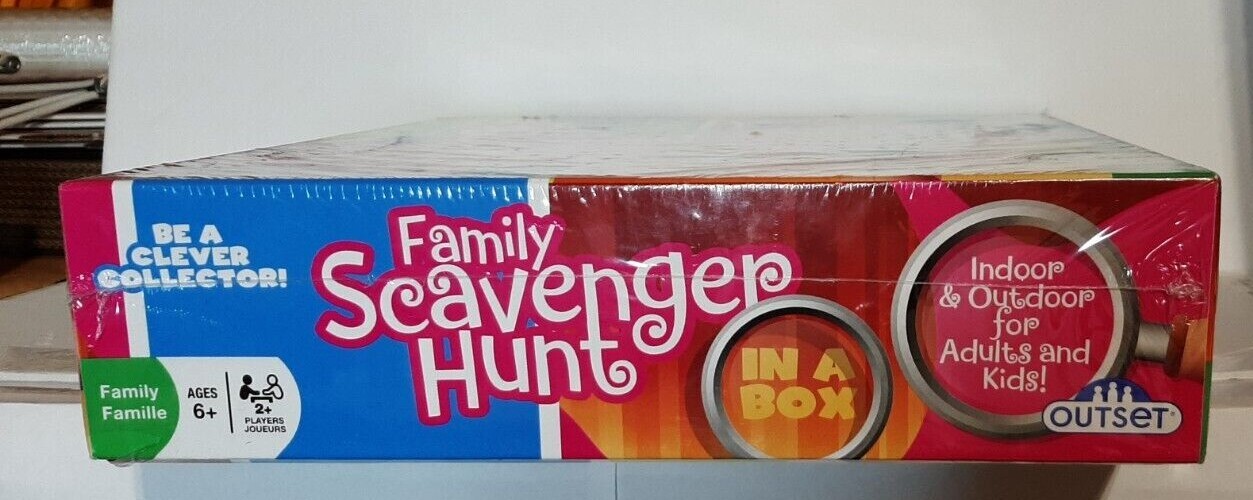 BE A
CLEVER
COLLECTOR!
Family
Scavenger
Hunt
IN A
BOX
Indoor
& Outdoor
for
Adults and
Kids!
OUTSET
Family
Famille
AGES
6+
2+
PLAYERS
JOUEURS